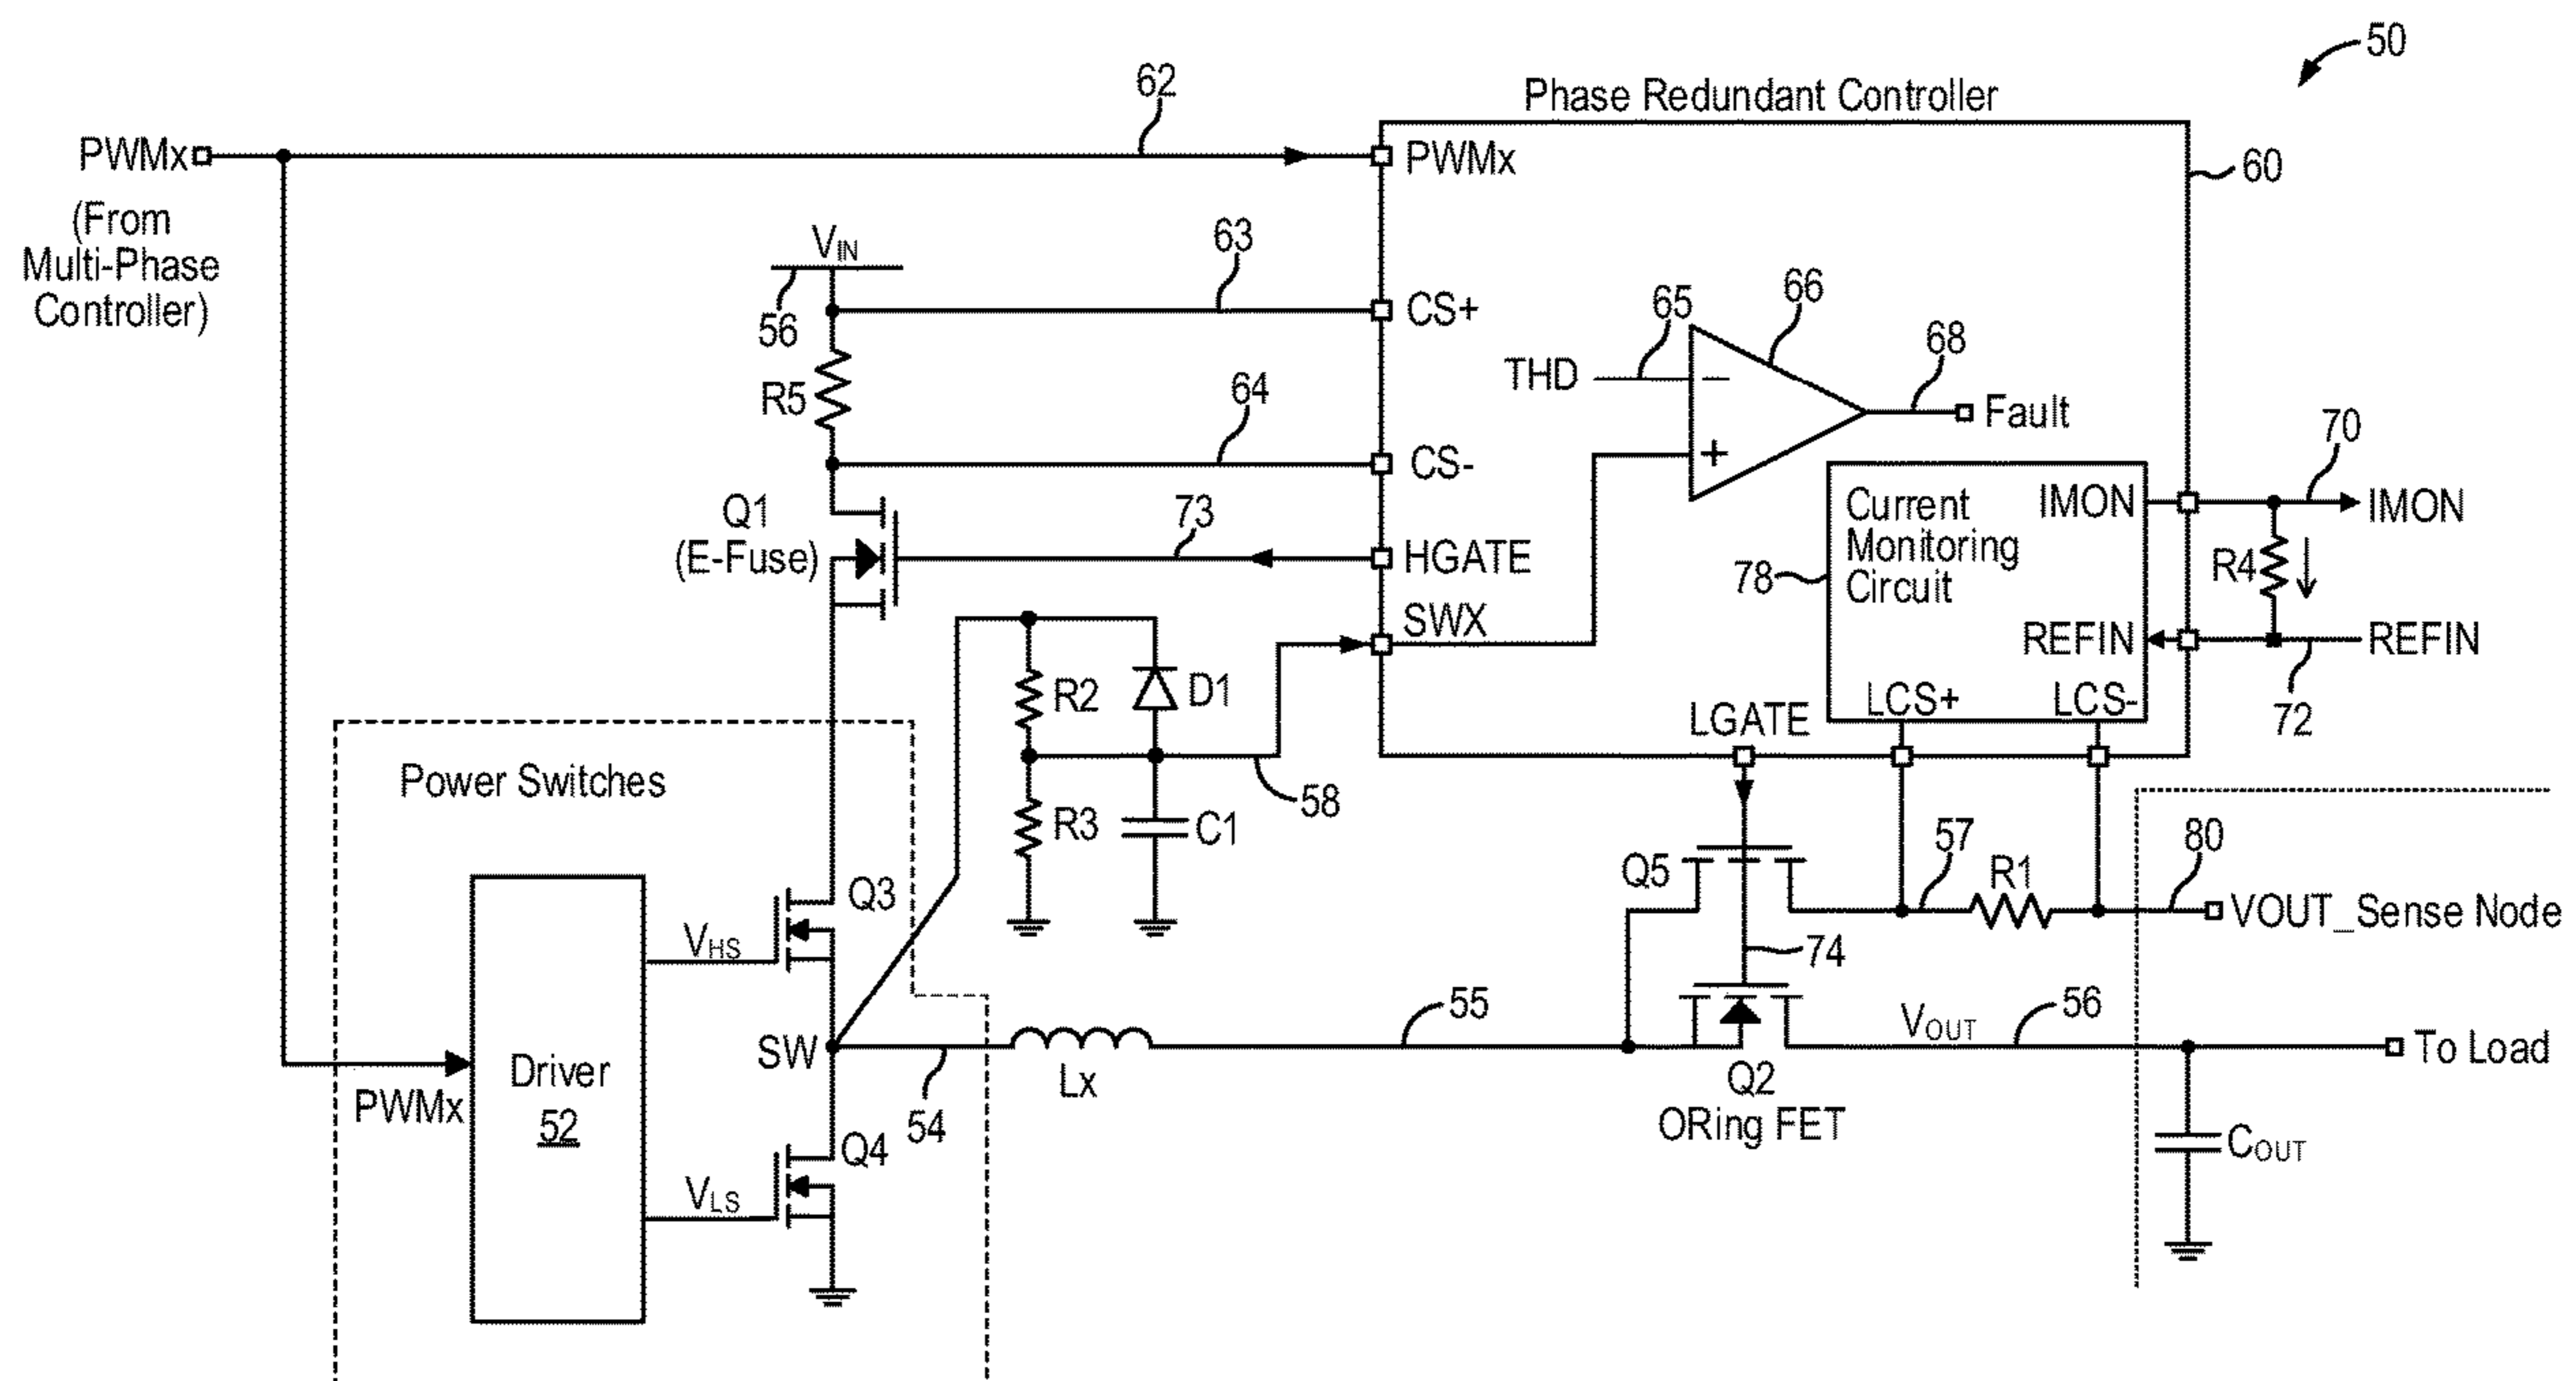 50
62
Phase Redundant Controller
PWMx
PWMx
60
(From
Multi-Phase
Controller)
VIN
56
63
CS+
65
66
THD
−
+
68
Fault
R5
64
CS-
70
Current
Monitoring
Circuit
IMON
IMON
78
R4
REFIN
REFIN
72
LCS+
LCS-
Q1
(E-Fuse)
73
HGATE
SWX
R2
D1
LGATE
58
R3
C1
Power Switches
Q5
57
R1
80
VOUT_Sense Node
74
Q3
VHS
SW
54
Lx
55
VOUT
56
To Load
Q2
ORing FET
COUT
PWMx
Driver
52
Q4
VLS